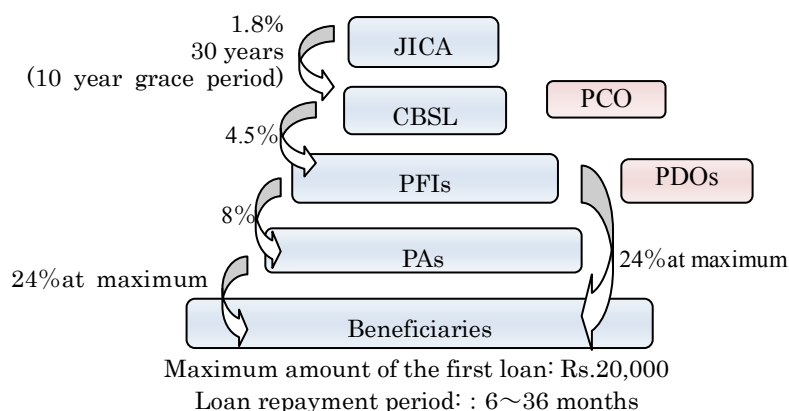 1.8%
30 years
(10 year grace period)
JICA
CBSL
PCO
4.5%
PFIs
PDOs
8%
PAs
24%at maximum
24%at maximum
Beneficiaries
Maximum amount of the first loan: Rs.20,000
Loan repayment period: : 6～36 months